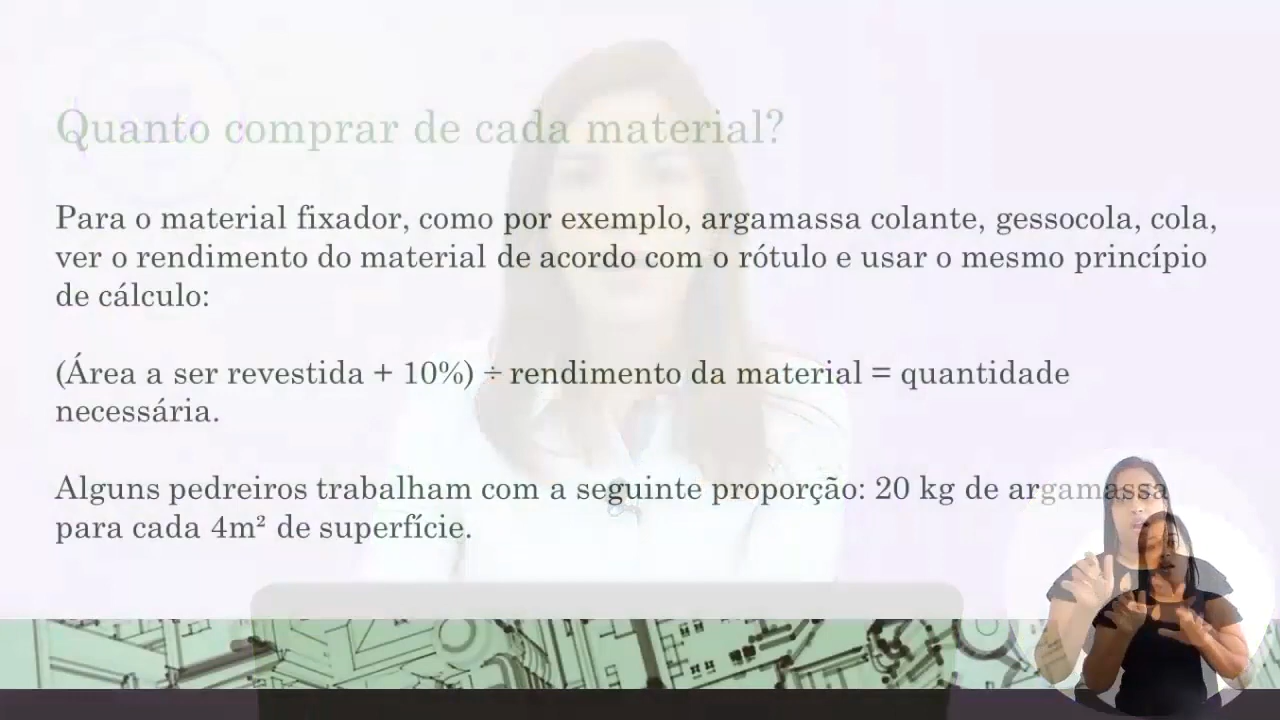 Quanto comprar de cada material?
Para o material fixador, como por exemplo, argamassa colante, gessocola, cola,
ver o rendimento do material de acordo com o rótulo e usar o mesmo princípio
de cálculo:
(Área a ser revestida + 10%) ÷ rendimento da material = quantidade
necessária.
Alguns pedreiros trabalham com a seguinte proporção: 20 kg de argamassa
para cada 4m² de superfície.